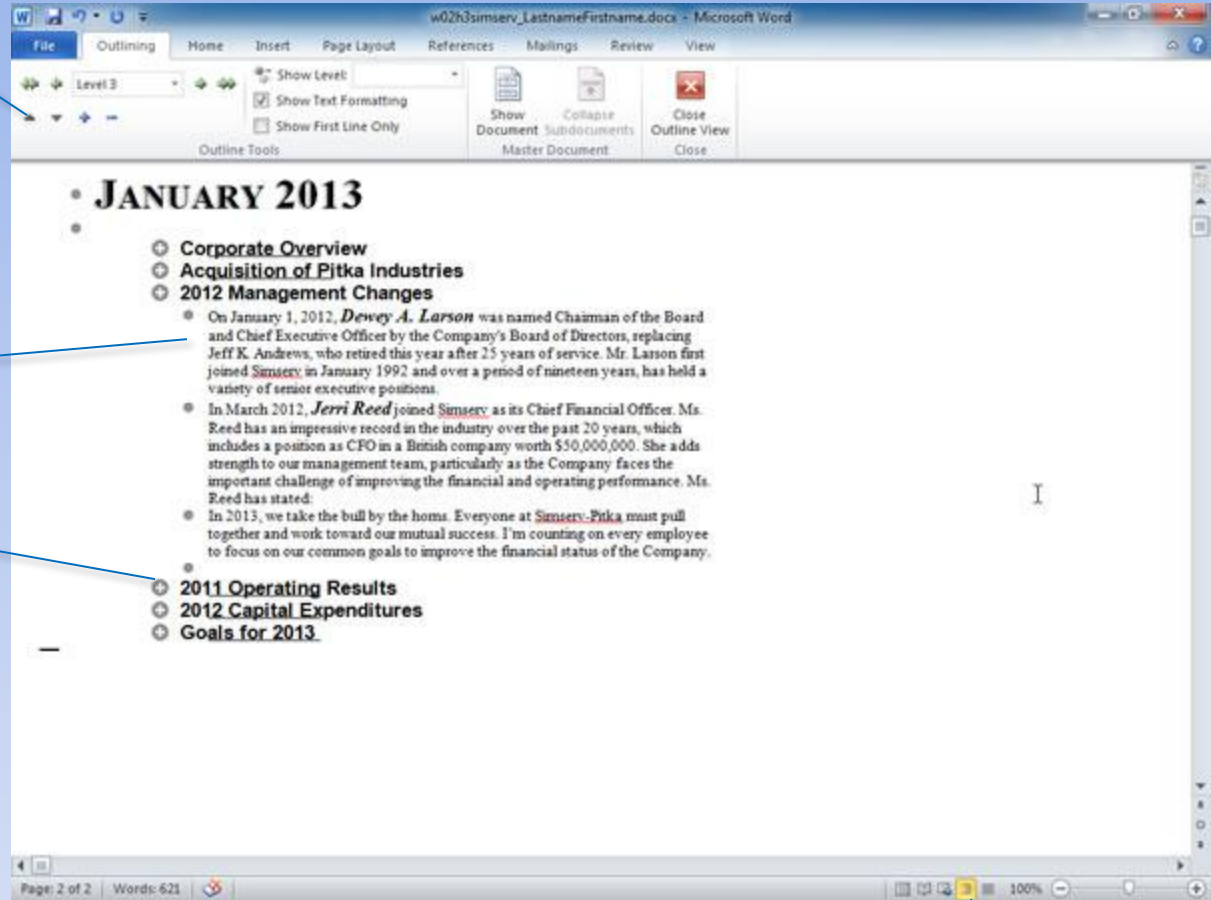 w02h3simserv_LastnameFirstname.docx - Microsoft Word
File Outlining Home Insert Page Layout References Mailings Review View
Level 3
Show Level:
Show Text Formatting
Show First Line Only
Outline Tools
Show Document
Collapse Subdocuments
Master Document
Close Outline View
Close
JANUARY 2013
Corporate Overview
Acquisition of Pitka Industries
2012 Management Changes
On January 1, 2012, Dewey A. Larson was named Chairman of the Board
and Chief Executive Officer by the Company's Board of Directors, replacing
Jeff K. Andrews, who retired this year after 25 years of service. Mr. Larson first
joined Simserv in January 1992 and over a period of nineteen years, has held a
variety of senior executive positions.
In March 2012, Jerri Reed joined Simserv as its Chief Financial Officer. Ms.
Reed has an impressive record in the industry over the past 20 years, which
includes a position as CFO in a British company worth $50,000,000. She adds
strength to our management team, particularly as the Company faces the
important challenge of improving the financial and operating performance. Ms.
Reed has stated:
In 2013, we take the bull by the horns. Everyone at Simserv-Pitka must pull
together and work toward our mutual success. I'm counting on every employee
to focus on our common goals to improve the financial status of the Company.
2011 Operating Results
2012 Capital Expenditures
Goals for 2013
Page: 2 of 2 Words: 621 100%